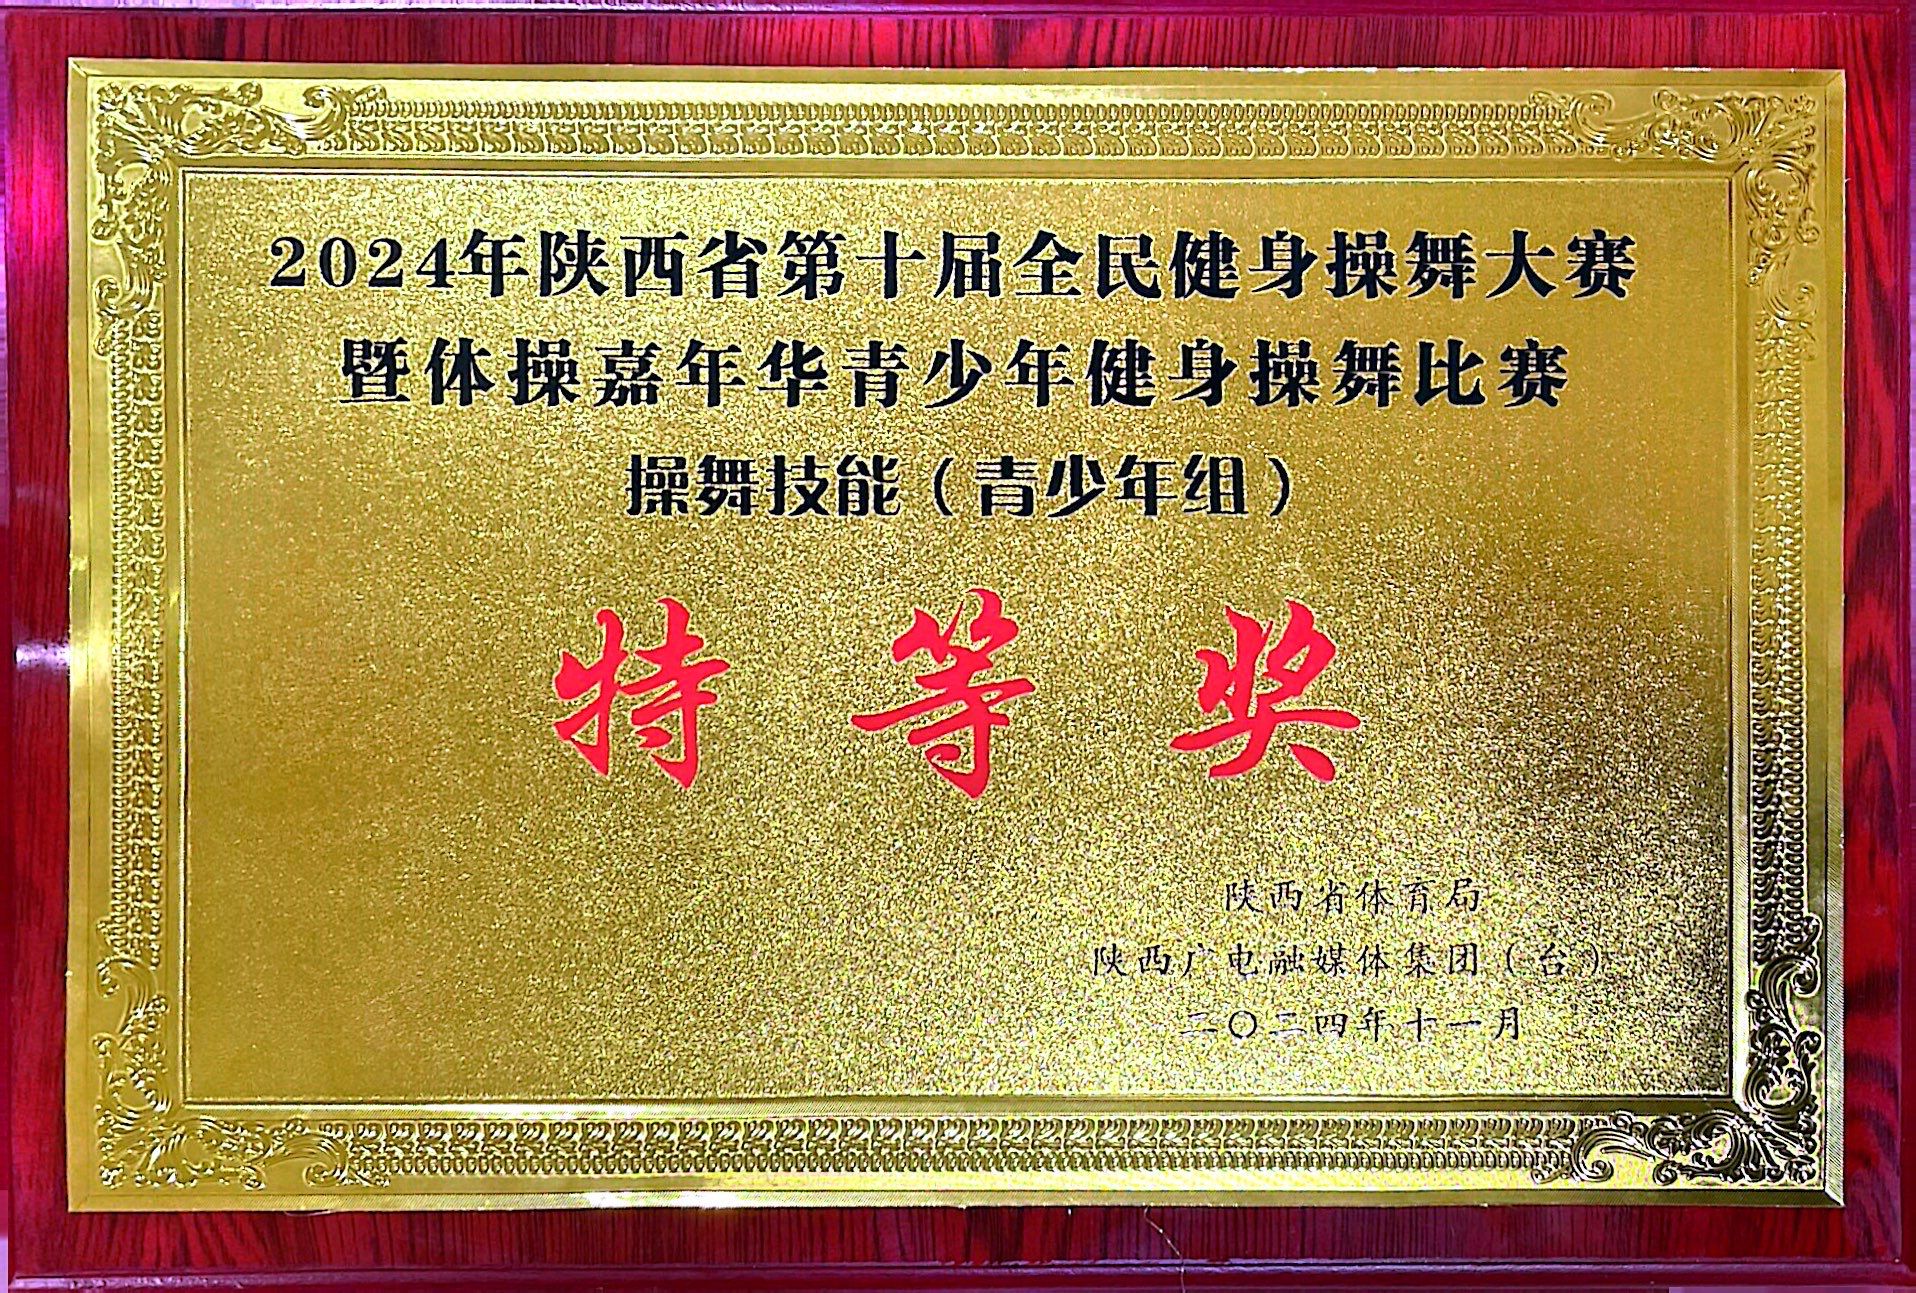 2024年陕西省第十届全民健身操舞大赛
暨体操嘉年华青少年健身操舞比赛
操舞技能（青少年组）
特等奖
陕西省体育局
陕西广电融媒体集团（台）
二〇二四年十一月